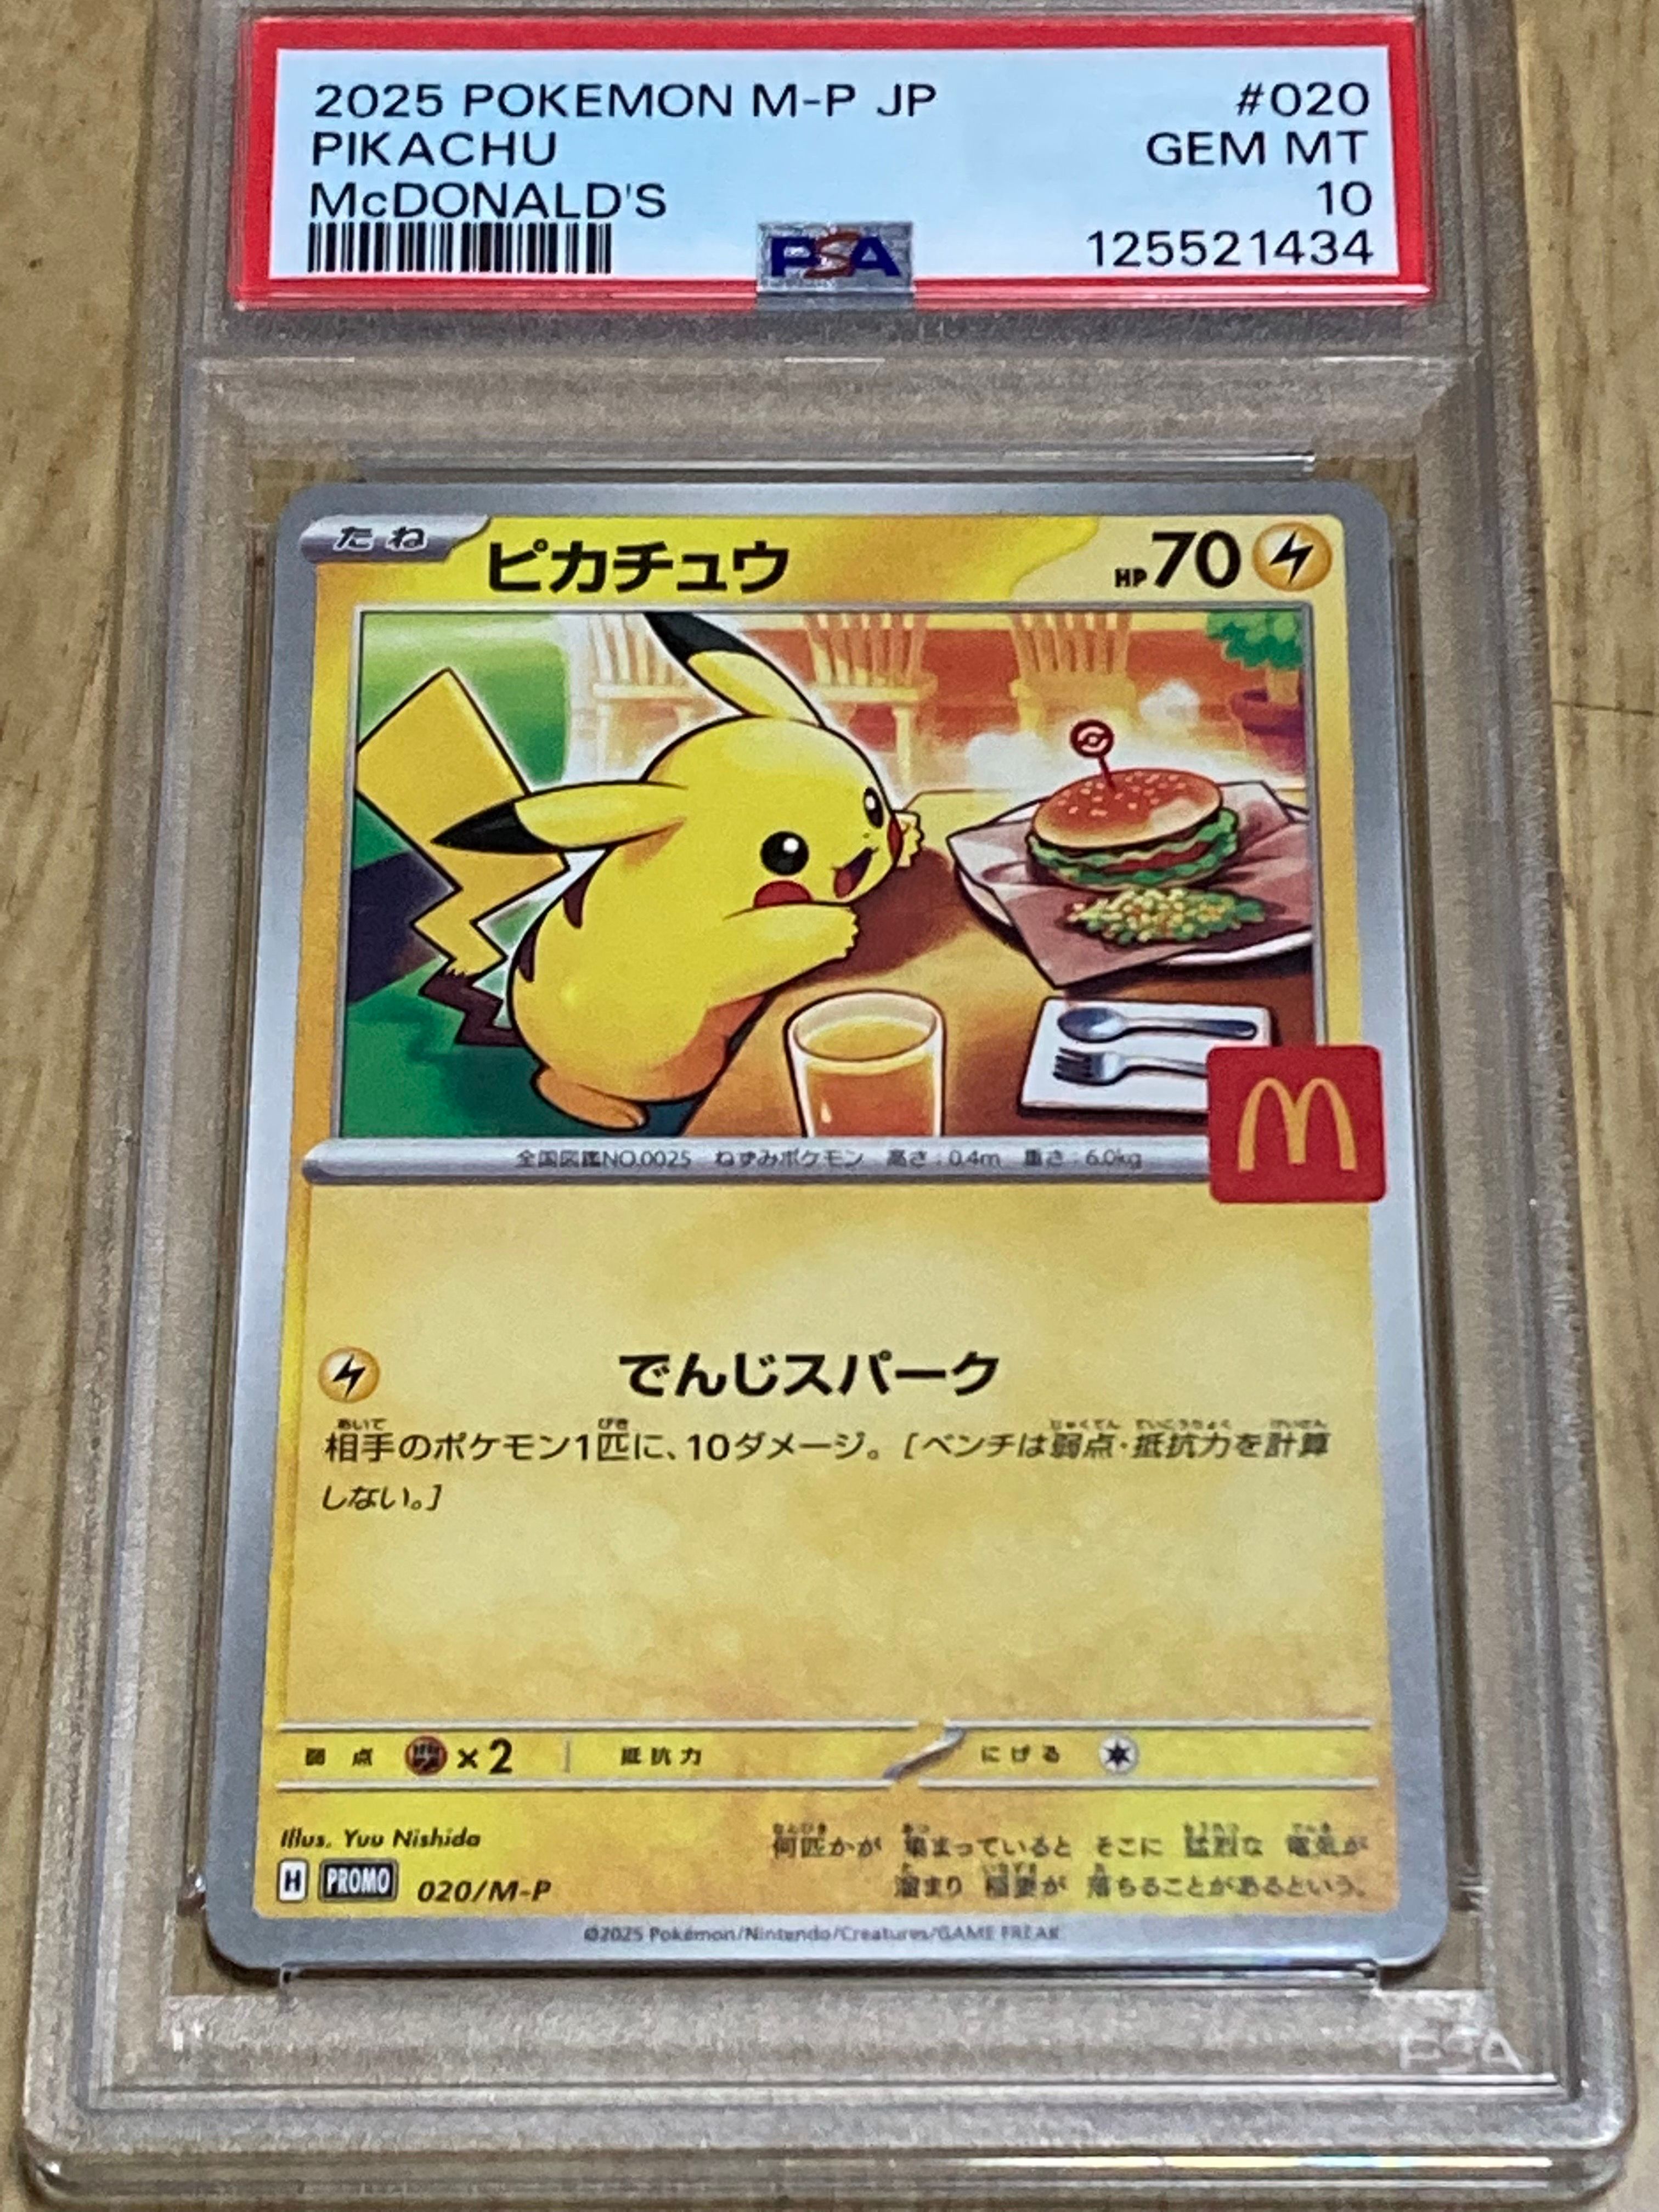 2025 POKEMON M-P JP #020
PIKACHU GEM MT
McDONALD'S 10
PSA 125521434
たね ピカチュウ HP70
全国図鑑NO.0025 ねずみポケモン 高さ:0.4m 重さ:6.0kg
でんじスパーク
相手のポケモン1匹に、10ダメージ。[ベンチは弱点・抵抗力を計算
しない。]
弱点 ×2 抵抗力 にげる
Illus. Yuu Nishida
何匹かが 集まっていると そこに 猛烈な 電気が
溜まり 稲妻が 落ちることがあるという。
H PROMO 020/M-P
©2025 Pokémon/Nintendo/Creatures/GAME FREAK
PSA